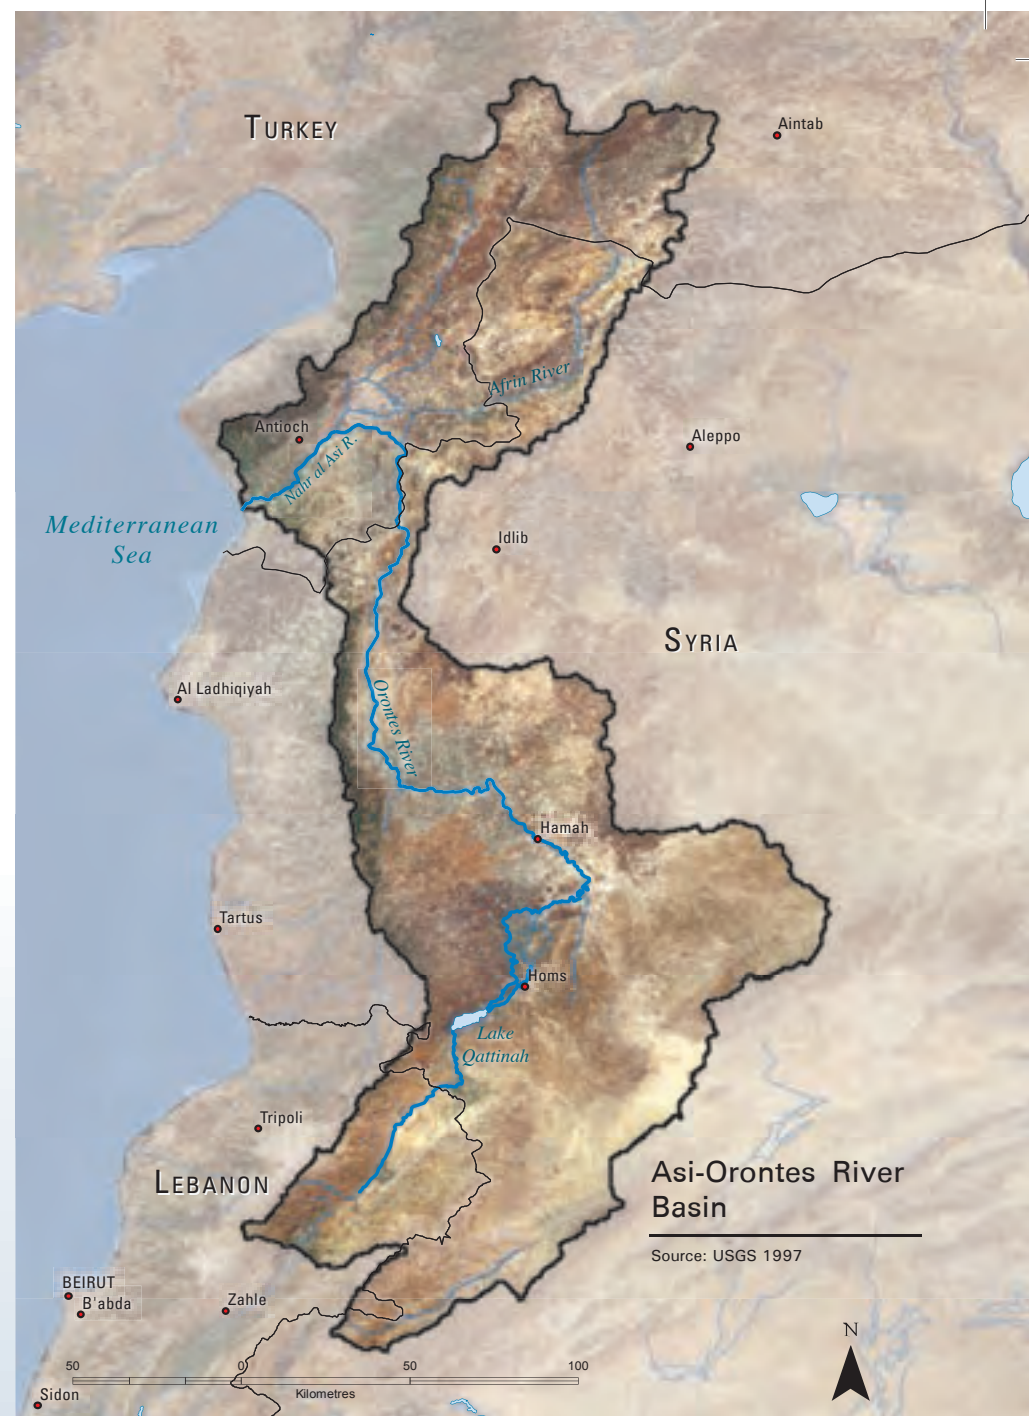 TURKEY
Aintab
Afrin River
Antioch
Nahr al Asi R.
Aleppo
Mediterranean
Sea
Idlib
SYRIA
Al Ladhiqiyah
Orontes River
Hamah
Tartus
Homs
Lake
Qattinah
Tripoli
LEBANON
Asi-Orontes River
Basin
Source: USGS 1997
BEIRUT
B'abda
Zahle
N
50 0 50 100
Kilometres
Sidon